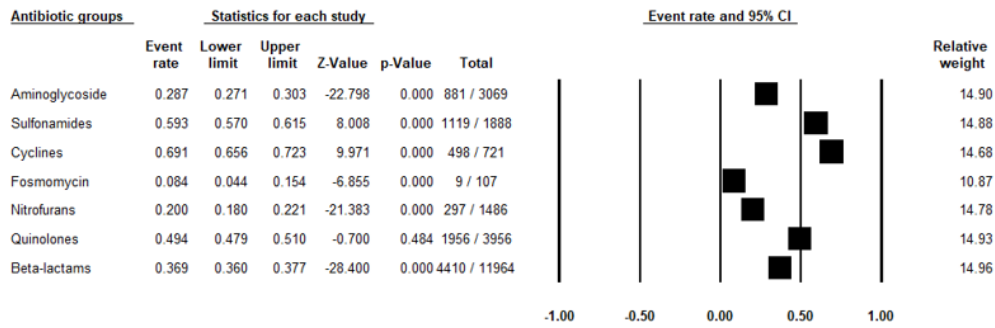 Antibiotic groups Statistics for each study Event rate and 95% CI
Event rate Lower limit Upper limit Z-Value p-Value Total Relative weight
Aminoglycoside 0.287 0.271 0.303 -22.798 0.000 881 / 3069 14.90
Sulfonamides 0.593 0.570 0.615 8.008 0.000 1119 / 1888 14.88
Cyclines 0.691 0.656 0.723 9.971 0.000 498 / 721 14.68
Fosmomycin 0.084 0.044 0.154 -6.855 0.000 9 / 107 10.87
Nitrofurans 0.200 0.180 0.221 -21.383 0.000 297 / 1486 14.78
Quinolones 0.494 0.479 0.510 -0.700 0.484 1956 / 3956 14.93
Beta-lactams 0.369 0.360 0.377 -28.400 0.000 4410 / 11964 14.96
-1.00 -0.50 0.00 0.50 1.00